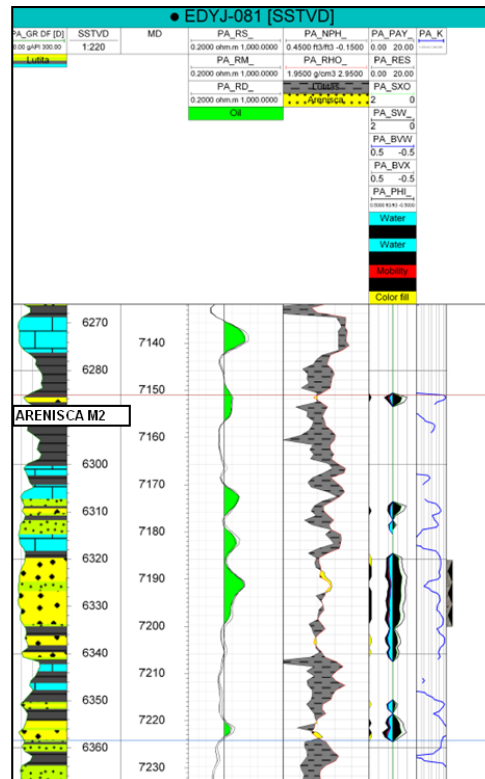 ● EDYJ-081 [SSTVD]
PA_GR DF [D] SSTVD MD PA_RS_ PA_NPH_ PA_PAY_ PA_K
0.00 gAPI 300.00 1:220 0.2000 ohm.m 1,000.0000 0.4500 ft3/ft3 -0.1500 0.00 20.00
Lutita PA_RM_ PA_RHO_ PA_RES
0.2000 ohm.m 1,000.0000 1.9500 g/cm3 2.9500 0.00 20.00
PA_RD_ PA_SXO
0.2000 ohm.m 1,000.0000 Arenisca 2 0
Oil PA_SW_
2 0
PA_BVW
0.5 -0.5
PA_BVX
0.5 -0.5
PA_PHI_
Water
Water
Mobility
Color fill
6270
7140
6280
7150
ARENISCA M2
7160
6300
7170
6310
7180
6320
7190
6330
7200
6340
7210
6350
7220
6360
7230